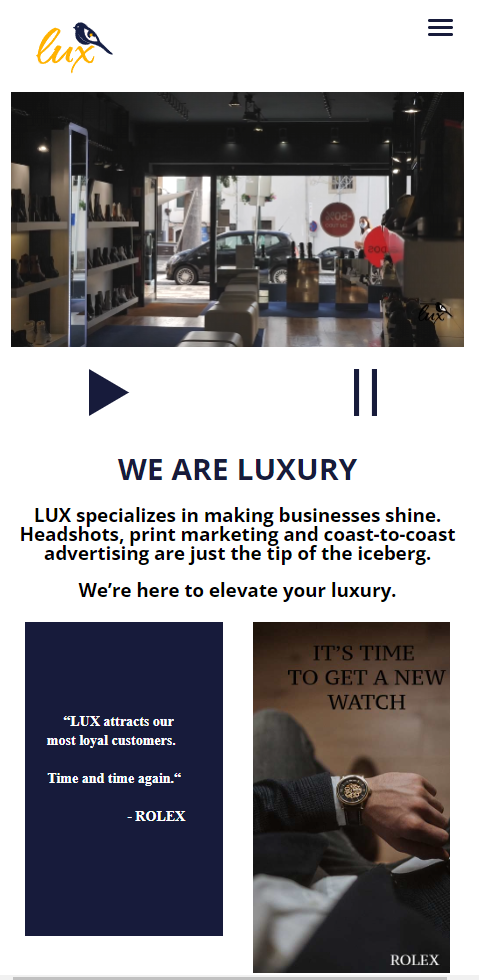 lux
lux
WE ARE LUXURY
LUX specializes in making businesses shine.
Headshots, print marketing and coast-to-coast
advertising are just the tip of the iceberg.
We’re here to elevate your luxury.
“LUX attracts our
most loyal customers.
Time and time again.“
- ROLEX
IT’S TIME
TO GET A NEW
WATCH
ROLEX